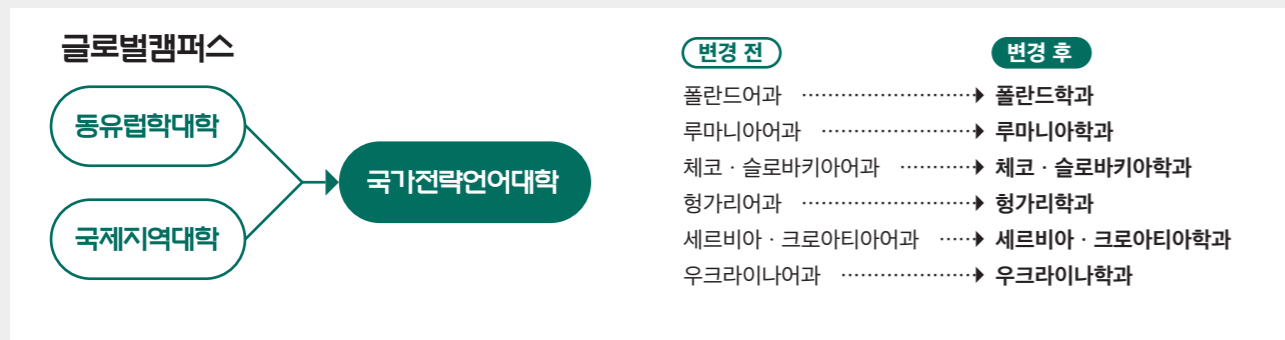 글로벌캠퍼스
동유럽학대학
국제지역대학
국가전략언어대학
변경 전 변경 후
폴란드어과 폴란드학과
루마니아어과 루마니아학과
체코 · 슬로바키아어과 체코 · 슬로바키아학과
헝가리어과 헝가리학과
세르비아 · 크로아티아어과 세르비아 · 크로아티아학과
우크라이나어과 우크라이나학과